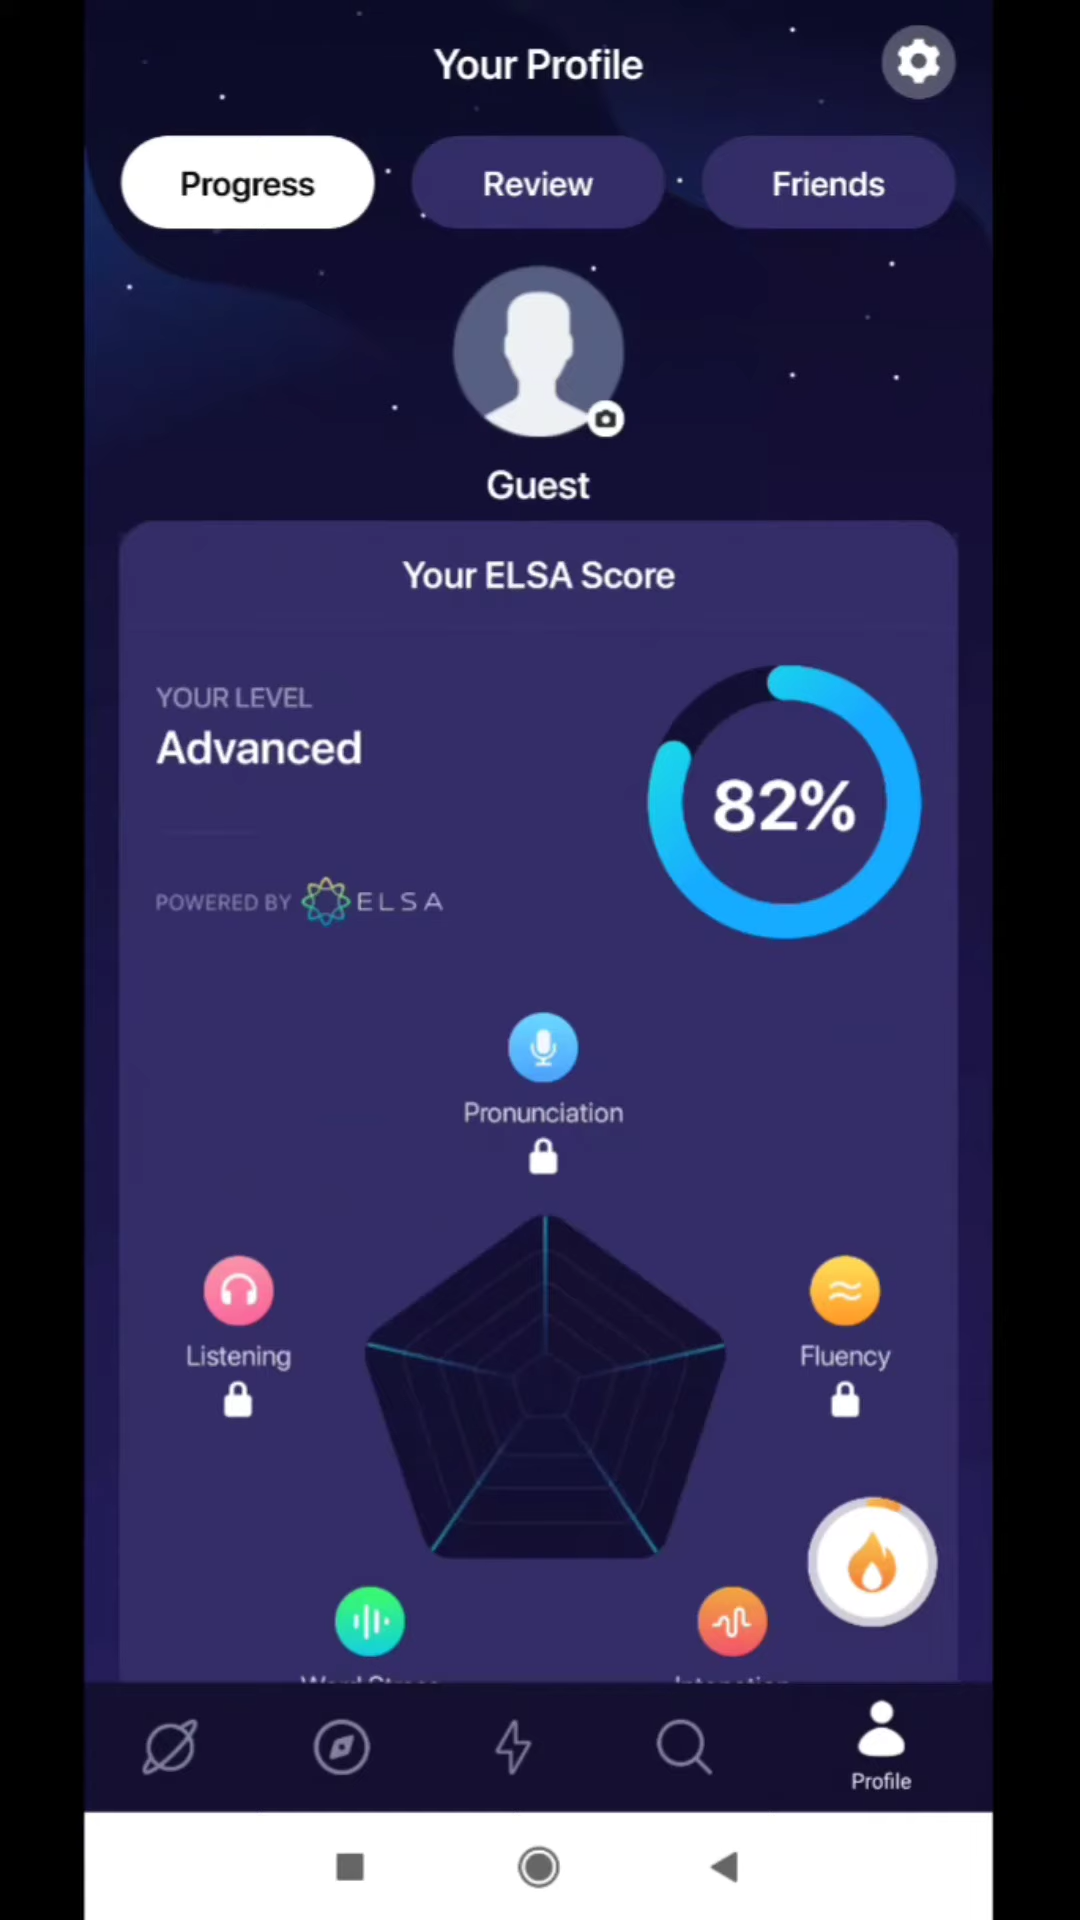 Your Profile
Progress
Review
Friends
Guest
Your ELSA Score
YOUR LEVEL
Advanced
82%
POWERED BY ELSA
Pronunciation
Listening
Fluency
Profile